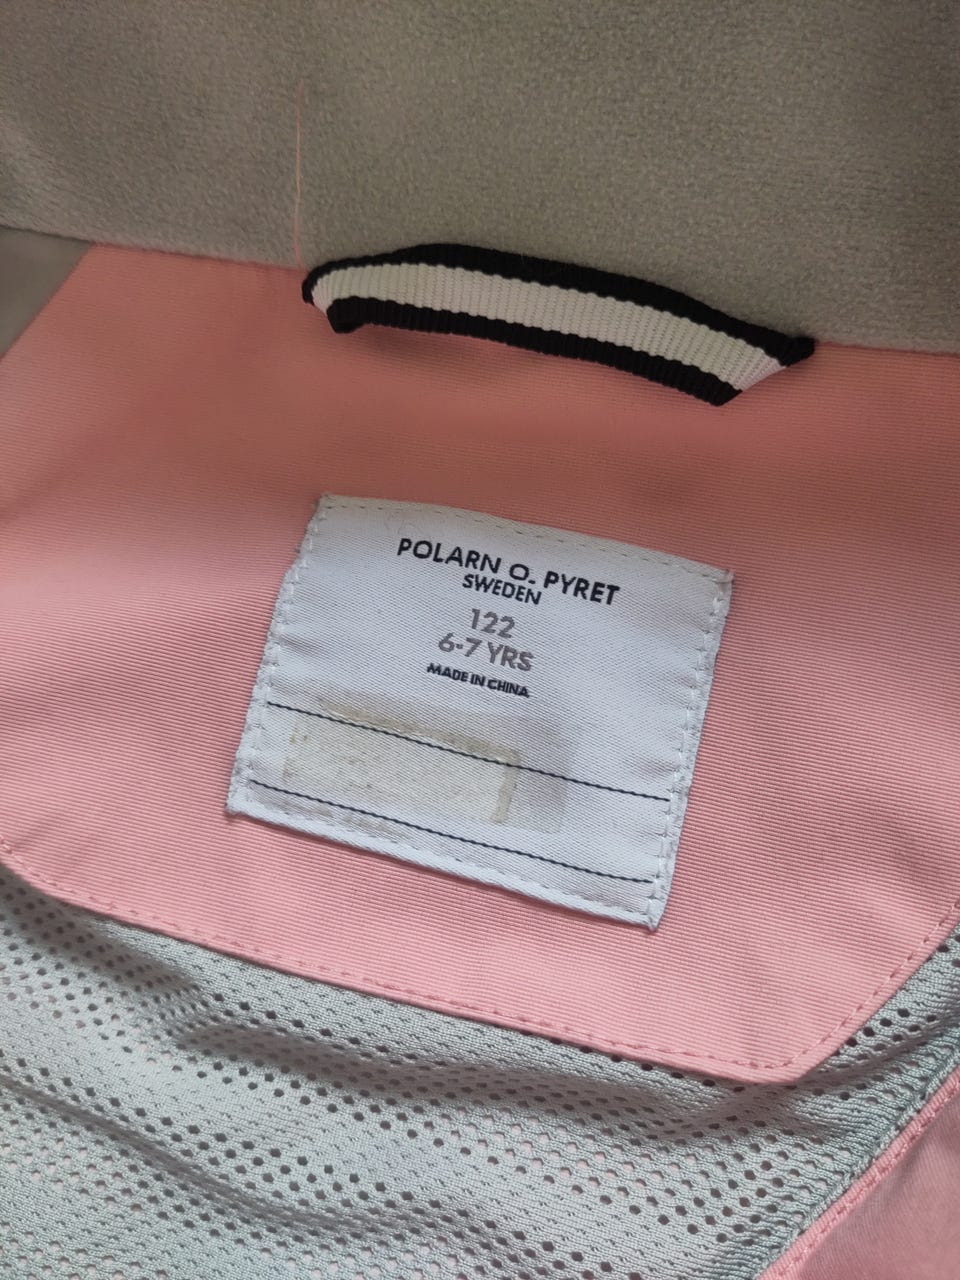 POLARN O. PYRET
SWEDEN
122
6-7 YRS
MADE IN CHINA